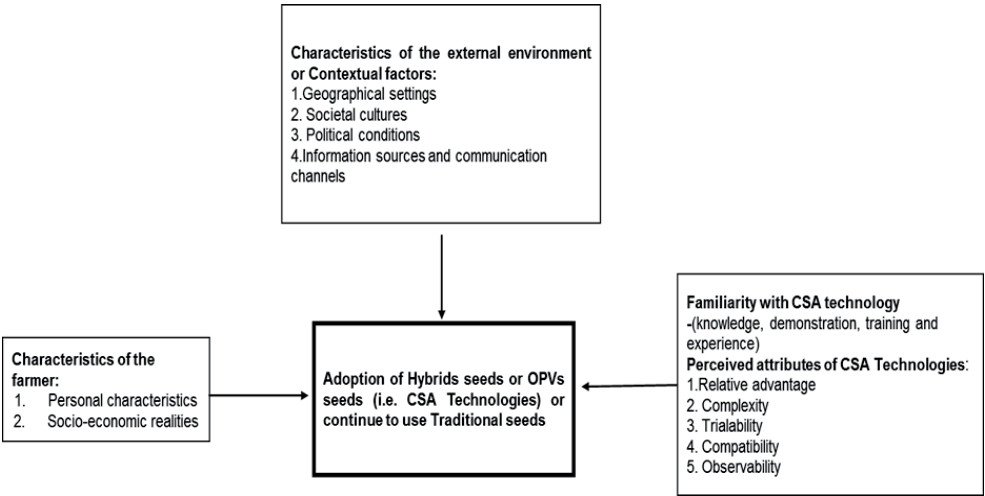 Characteristics of the external environment
or Contextual factors:
1.Geographical settings
2. Societal cultures
3. Political conditions
4.Information sources and communication
channels
Characteristics of the
farmer:
1. Personal characteristics
2. Socio-economic realities
Adoption of Hybrids seeds or OPVs
seeds (i.e. CSA Technologies) or
continue to use Traditional seeds
Familiarity with CSA technology
-(knowledge, demonstration, training and
experience)
Perceived attributes of CSA Technologies:
1.Relative advantage
2. Complexity
3. Trialability
4. Compatibility
5. Observability